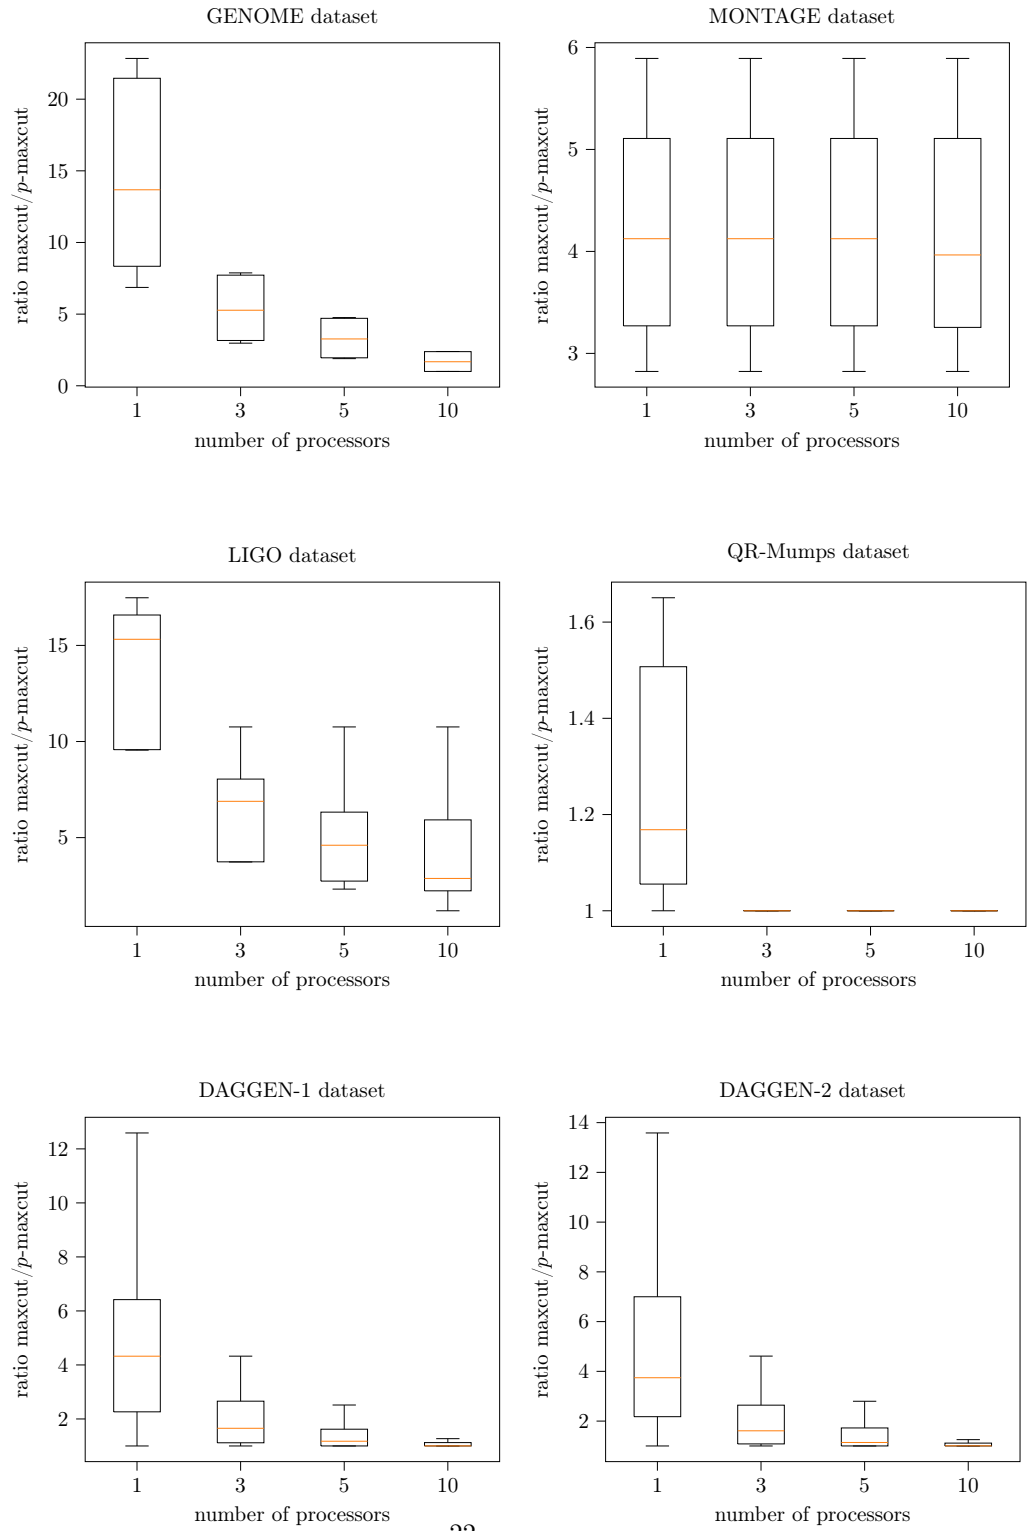 GENOME dataset
20
15
10
5
0
ratio maxcut/p-maxcut
1 3 5 10
number of processors
MONTAGE dataset
6
5
4
3
ratio maxcut/p-maxcut
1 3 5 10
number of processors
LIGO dataset
15
10
5
ratio maxcut/p-maxcut
1 3 5 10
number of processors
QR-Mumps dataset
1.6
1.4
1.2
1
ratio maxcut/p-maxcut
1 3 5 10
number of processors
DAGGEN-1 dataset
12
10
8
6
4
2
ratio maxcut/p-maxcut
1 3 5 10
number of processors
DAGGEN-2 dataset
14
12
10
8
6
4
2
ratio maxcut/p-maxcut
1 3 5 10
number of processors